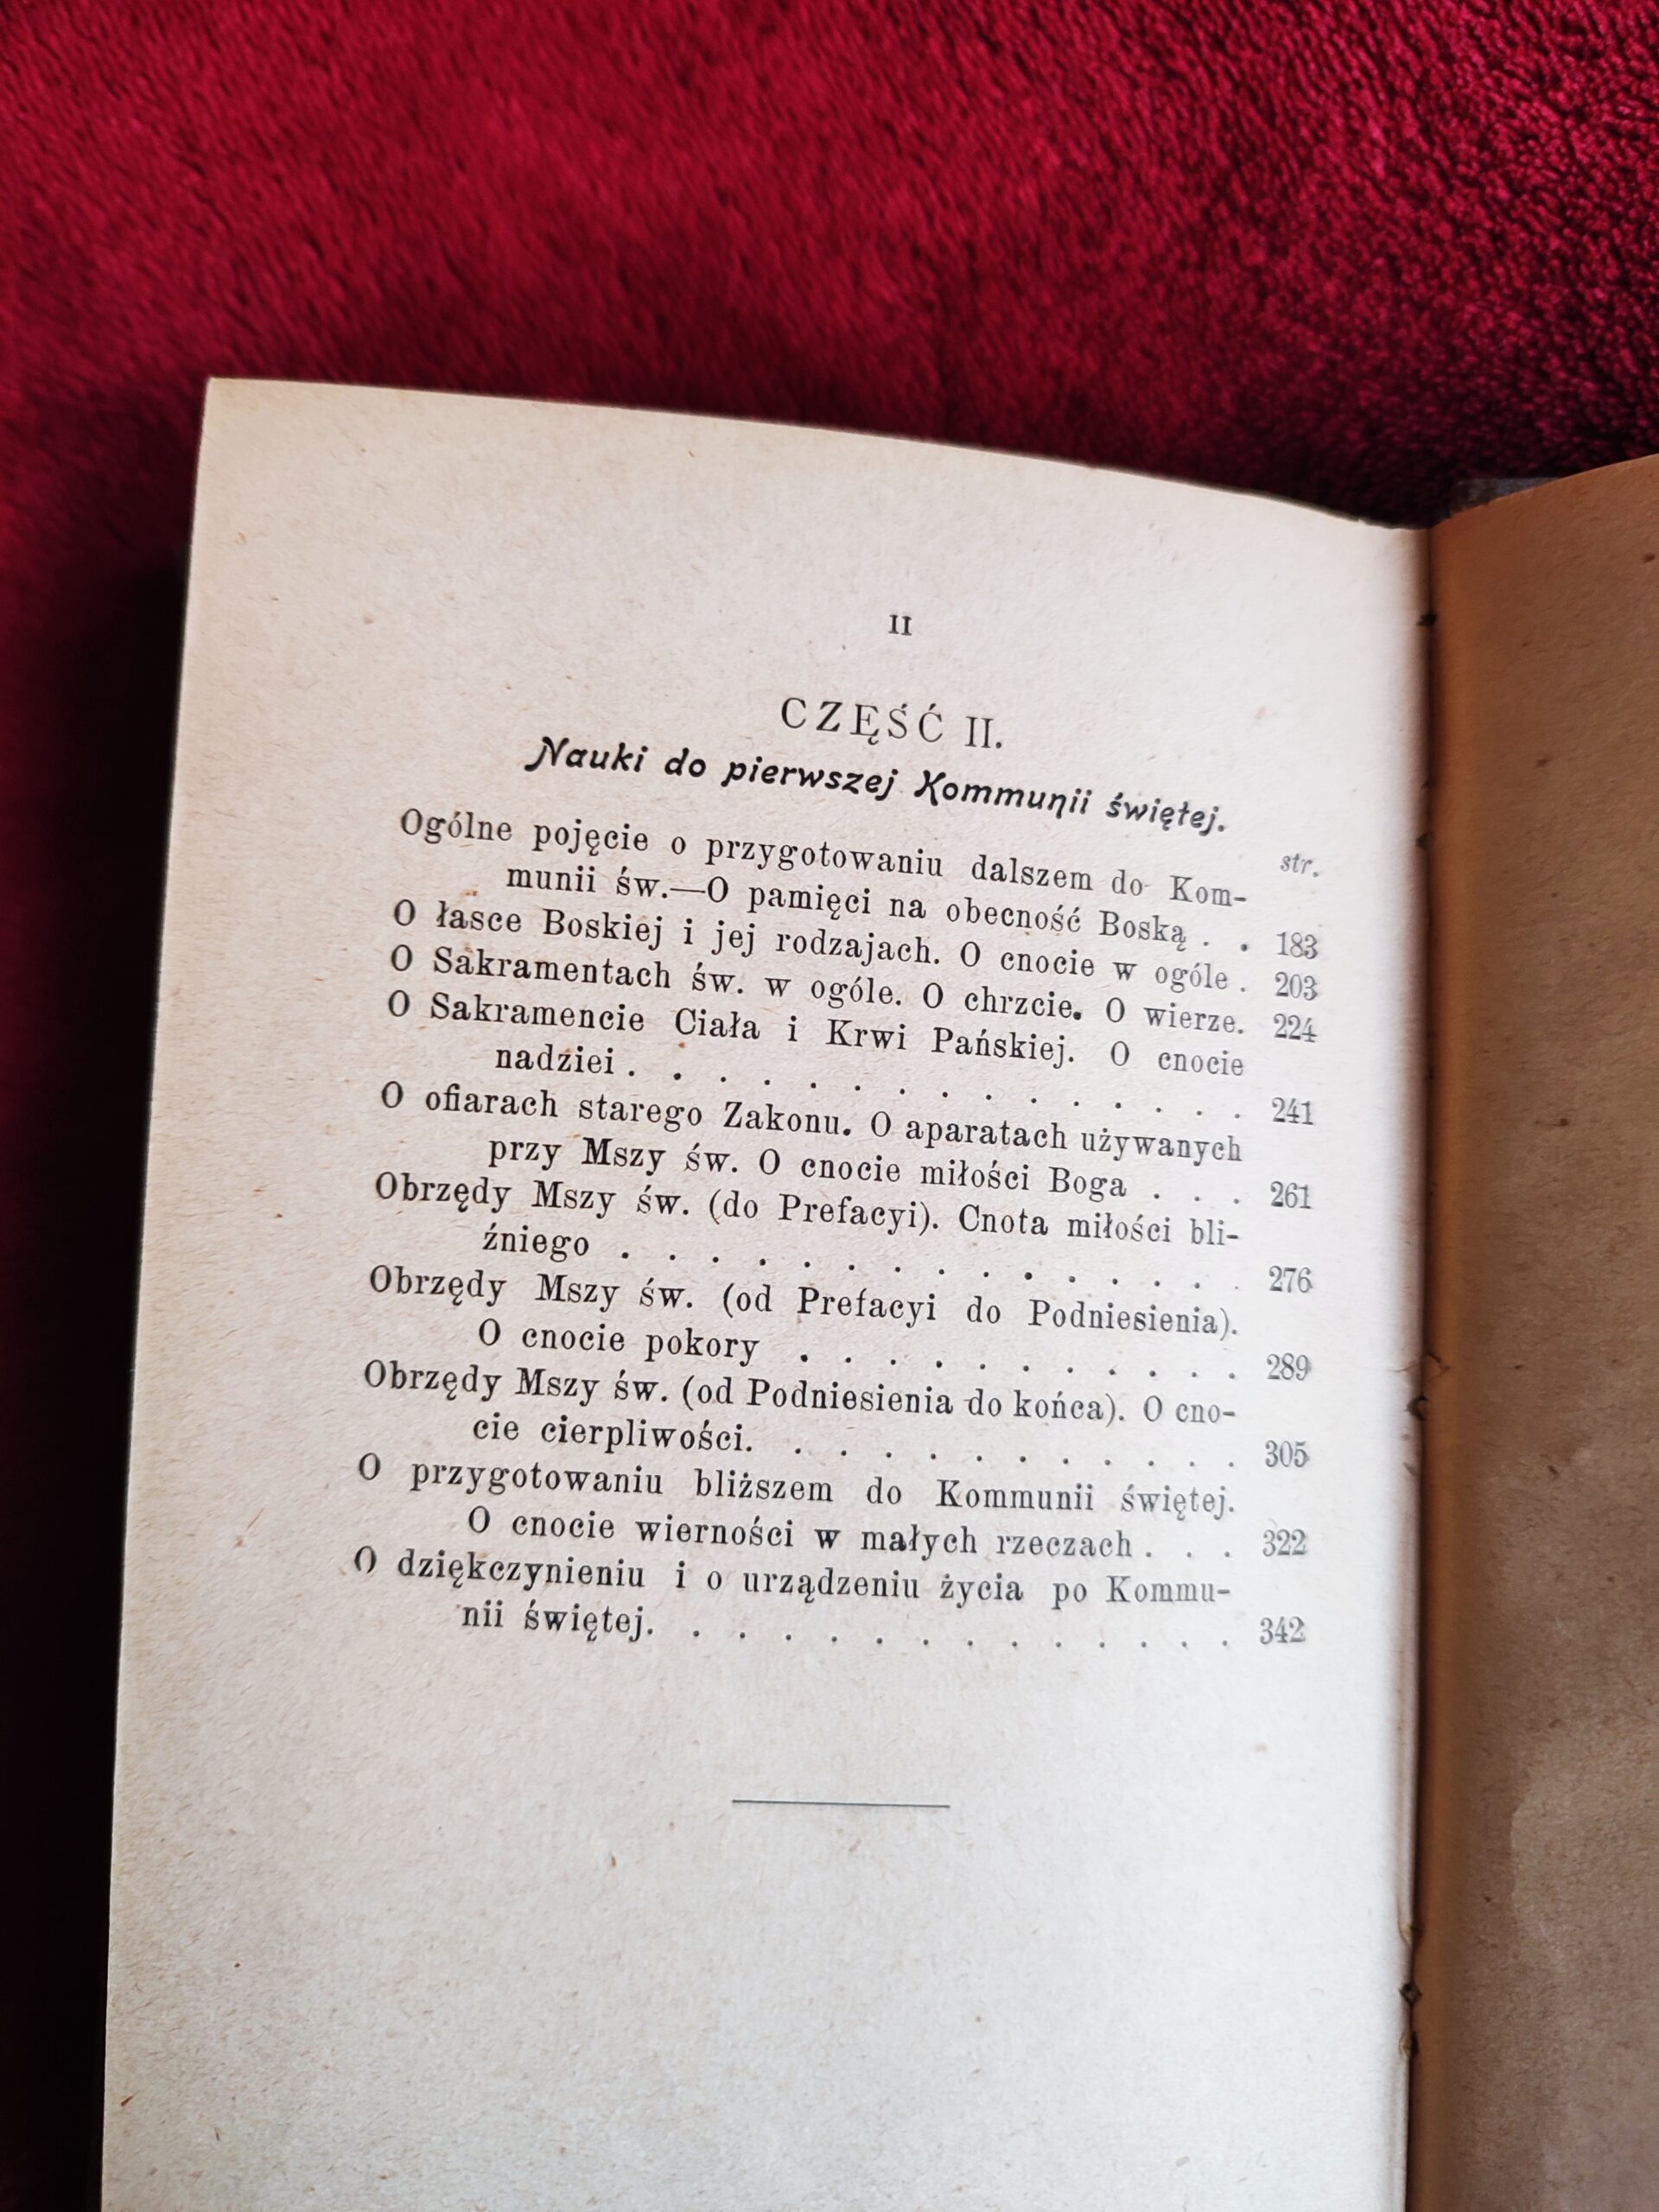 II
CZĘŚĆ II.
Nauki do pierwszej Kommunii świętej.
str.
Ogólne pojęcie o przygotowaniu dalszem do Kom-
munii św.—O pamięci na obecność Boską . . 183
O łasce Boskiej i jej rodzajach. O cnocie w ogóle . 203
O Sakramentach św. w ogóle. O chrzcie. O wierze. 224
O Sakramencie Ciała i Krwi Pańskiej. O cnocie
nadziei . . . . . . . . . . . . . . . 241
O ofiarach starego Zakonu. O aparatach używanych
przy Mszy św. O cnocie miłości Boga . . . 261
Obrzędy Mszy św. (do Prefacyi). Cnota miłości bli-
źniego . . . . . . . . . . . . . . . 276
Obrzędy Mszy św. (od Prefacyi do Podniesienia).
O cnocie pokory . . . . . . . . . . . 289
Obrzędy Mszy św. (od Podniesienia do końca). O cno-
cie cierpliwości. . . . . . . . . . . . 305
O przygotowaniu bliższem do Kommunii świętej.
O cnocie wierności w małych rzeczach . . . 322
O dziękczynieniu i o urządzeniu życia po Kommu-
nii świętej. . . . . . . . . . . . . . 342